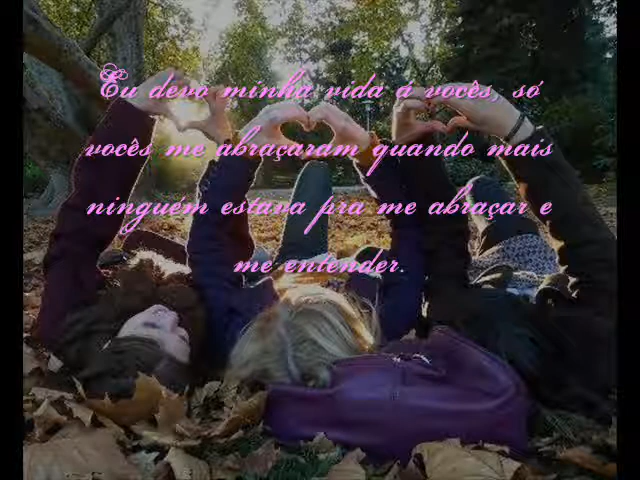 Eu devo minha vida á vocês, só
vocês me abraçaram quando mais
ninguém estava pra me abraçar e
me entender.